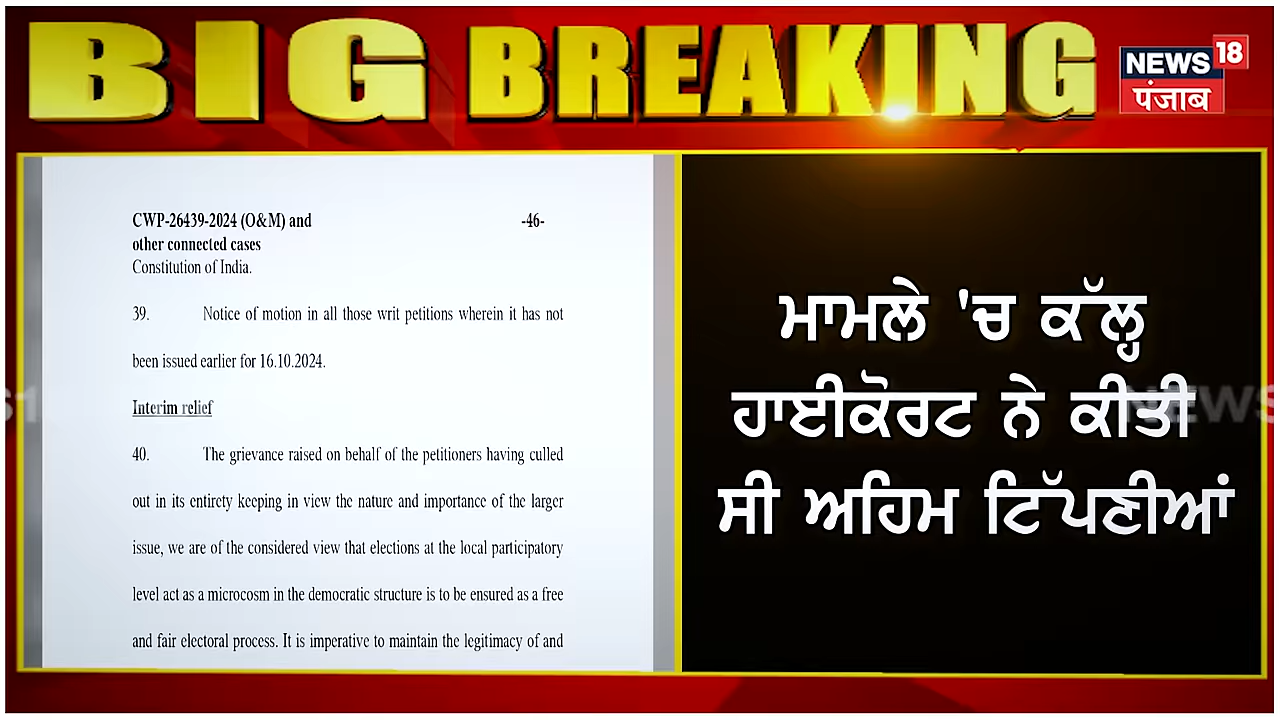 BIG BREAKING
NEWS 18
ਪੰਜਾਬ
CWP-26439-2024 (O&M) and -46-
other connected cases
Constitution of India.
39. Notice of motion in all those writ petitions wherein it has not
been issued earlier for 16.10.2024.
Interim relief
40. The grievance raised on behalf of the petitioners having culled
out in its entirety keeping in view the nature and importance of the larger
issue, we are of the considered view that elections at the local participatory
level act as a microcosm in the democratic structure is to be ensured as a free
and fair electoral process. It is imperative to maintain the legitimacy of and
ਮਾਮਲੇ 'ਚ ਕੱਲ੍ਹ
ਹਾਈਕੋਰਟ ਨੇ ਕੀਤੀ
ਸੀ ਅਹਿਮ ਟਿੱਪਣੀਆਂ
NEWS